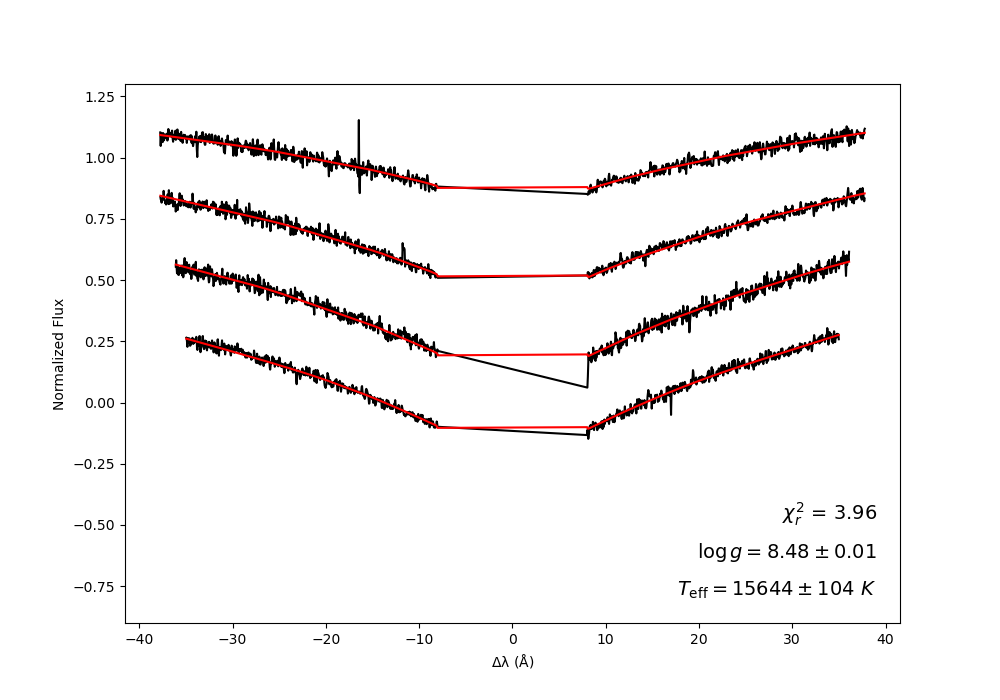 1.25
1.00
0.75
0.50
0.25
0.00
−0.25
−0.50
−0.75
Normalized Flux
χ_r^2 = 3.96
log g = 8.48 ± 0.01
T_eff = 15644 ± 104 K
−40 −30 −20 −10 0 10 20 30 40
Δλ (Å)